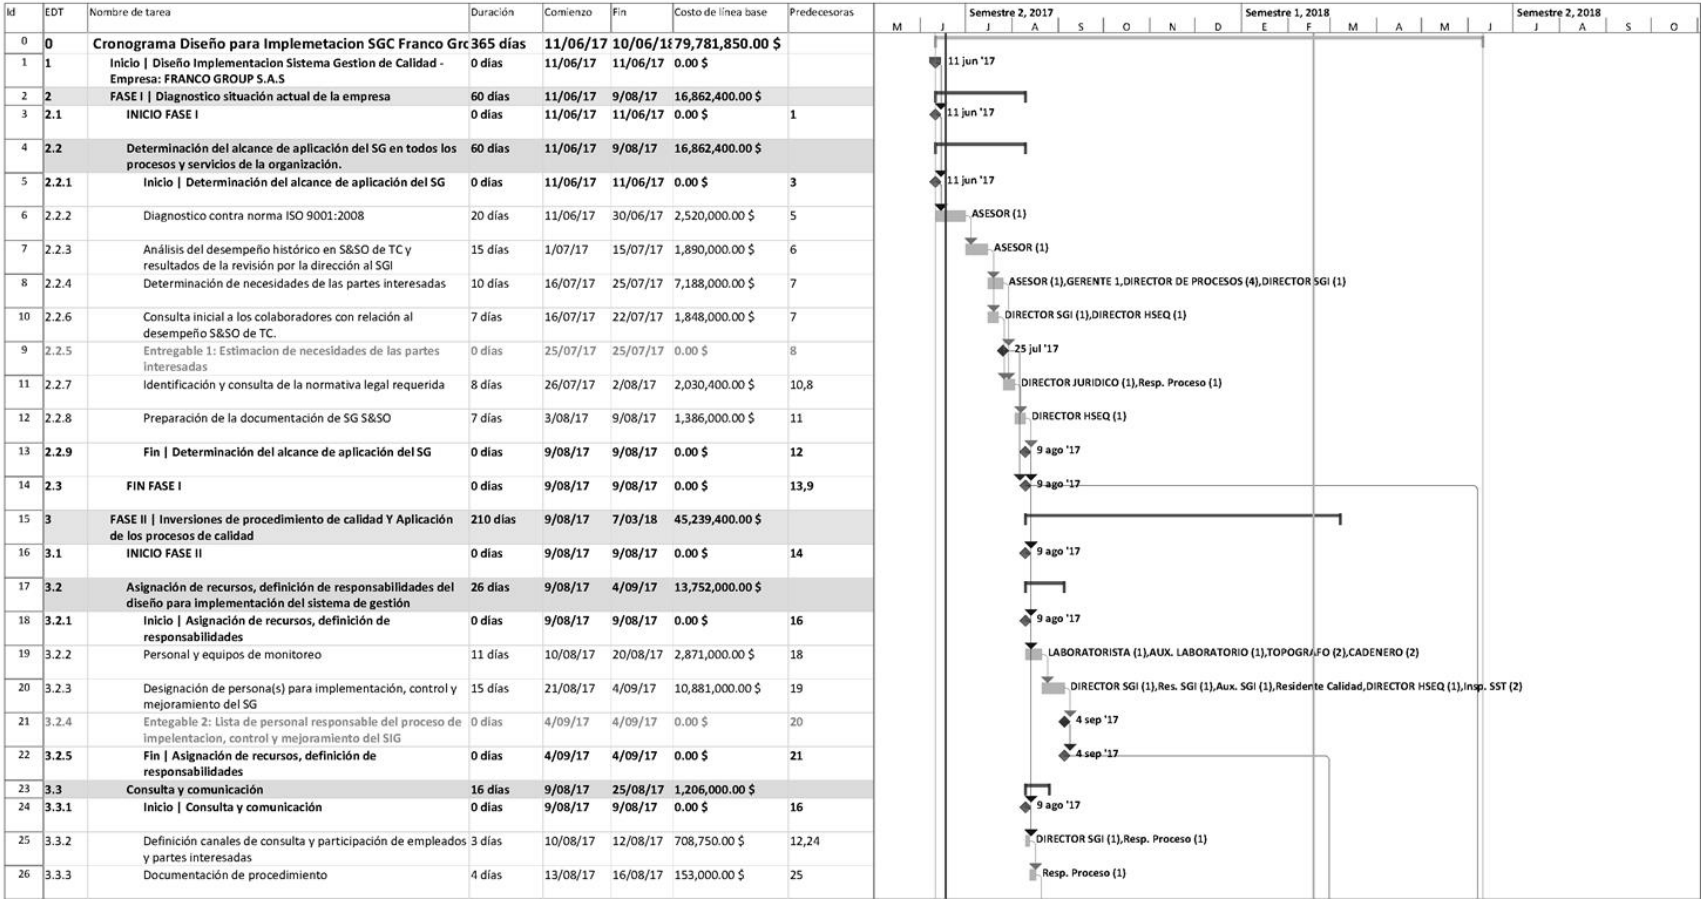 Id EDT Nombre de tarea Duración Comienzo Fin Costo de línea base Predecesoras
Semestre 2, 2017 Semestre 1, 2018 Semestre 2, 2018
M J J A S O N D E F M A M J J A S O
0 0 Cronograma Diseño para Implemetacion SGC Franco Grc 365 días 11/06/17 10/06/18 79,781,850.00 $
1 1 Inicio | Diseño Implementacion Sistema Gestion de Calidad - 0 días 11/06/17 11/06/17 0.00 $ 11 jun '17
Empresa: FRANCO GROUP S.A.S
2 2 FASE I | Diagnostico situación actual de la empresa 60 días 11/06/17 9/08/17 16,862,400.00 $
3 2.1 INICIO FASE I 0 días 11/06/17 11/06/17 0.00 $ 1 11 jun '17
4 2.2 Determinación del alcance de aplicación del SG en todos los 60 días 11/06/17 9/08/17 16,862,400.00 $
procesos y servicios de la organización.
5 2.2.1 Inicio | Determinación del alcance de aplicación del SG 0 días 11/06/17 11/06/17 0.00 $ 3 11 jun '17
6 2.2.2 Diagnostico contra norma ISO 9001:2008 20 días 11/06/17 30/06/17 2,520,000.00 $ 5 ASESOR (1)
7 2.2.3 Análisis del desempeño histórico en S&SO de TC y 15 días 1/07/17 15/07/17 1,890,000.00 $ 6 ASESOR (1)
resultados de la revisión por la dirección al SGI
8 2.2.4 Determinación de necesidades de las partes interesadas 10 días 16/07/17 25/07/17 7,188,000.00 $ 7 ASESOR (1),GERENTE 1,DIRECTOR DE PROCESOS (4),DIRECTOR SGI (1)
10 2.2.6 Consulta inicial a los colaboradores con relación al 7 días 16/07/17 22/07/17 1,848,000.00 $ 7 DIRECTOR SGI (1),DIRECTOR HSEQ (1)
desempeño S&SO de TC.
9 2.2.5 Entregable 1: Estimacion de necesidades de las partes 0 días 25/07/17 25/07/17 0.00 $ 8 25 jul '17
interesadas
11 2.2.7 Identificación y consulta de la normativa legal requerida 8 días 26/07/17 2/08/17 2,030,400.00 $ 10,8 DIRECTOR JURIDICO (1),Resp. Proceso (1)
12 2.2.8 Preparación de la documentación de SG S&SO 7 días 3/08/17 9/08/17 1,386,000.00 $ 11 DIRECTOR HSEQ (1)
13 2.2.9 Fin | Determinación del alcance de aplicación del SG 0 días 9/08/17 9/08/17 0.00 $ 12 9 ago '17
14 2.3 FIN FASE I 0 días 9/08/17 9/08/17 0.00 $ 13,9 9 ago '17
15 3 FASE II | Inversiones de procedimiento de calidad Y Aplicación 210 días 9/08/17 7/03/18 45,239,400.00 $
de los procesos de calidad
16 3.1 INICIO FASE II 0 días 9/08/17 9/08/17 0.00 $ 14 9 ago '17
17 3.2 Asignación de recursos, definición de responsabilidades del 26 días 9/08/17 4/09/17 13,752,000.00 $
diseño para implementación del sistema de gestión
18 3.2.1 Inicio | Asignación de recursos, definición de 0 días 9/08/17 9/08/17 0.00 $ 16 9 ago '17
responsabilidades
19 3.2.2 Personal y equipos de monitoreo 11 días 10/08/17 20/08/17 2,871,000.00 $ 18 LABORATORISTA (1),AUX. LABORATORIO (1),TOPOGRAFO (2),CADENERO (2)
20 3.2.3 Designación de persona(s) para implementación, control y 15 días 21/08/17 4/09/17 10,881,000.00 $ 19 DIRECTOR SGI (1),Res. SGI (1),Aux. SGI (1),Residente Calidad,DIRECTOR HSEQ (1),Insp. SST (2)
mejoramiento del SG
21 3.2.4 Entegable 2: Lista de personal responsable del proceso de 0 días 4/09/17 4/09/17 0.00 $ 20 4 sep '17
impelentacion, control y mejoramiento del SIG
22 3.2.5 Fin | Asignación de recursos, definición de 0 días 4/09/17 4/09/17 0.00 $ 21 4 sep '17
responsabilidades
23 3.3 Consulta y comunicación 16 días 9/08/17 25/08/17 1,206,000.00 $
24 3.3.1 Inicio | Consulta y comunicación 0 días 9/08/17 9/08/17 0.00 $ 16 9 ago '17
25 3.3.2 Definición canales de consulta y participación de empleados 3 días 10/08/17 12/08/17 708,750.00 $ 12,24 DIRECTOR SGI (1),Resp. Proceso (1)
y partes interesadas
26 3.3.3 Documentación de procedimiento 4 días 13/08/17 16/08/17 153,000.00 $ 25 Resp. Proceso (1)